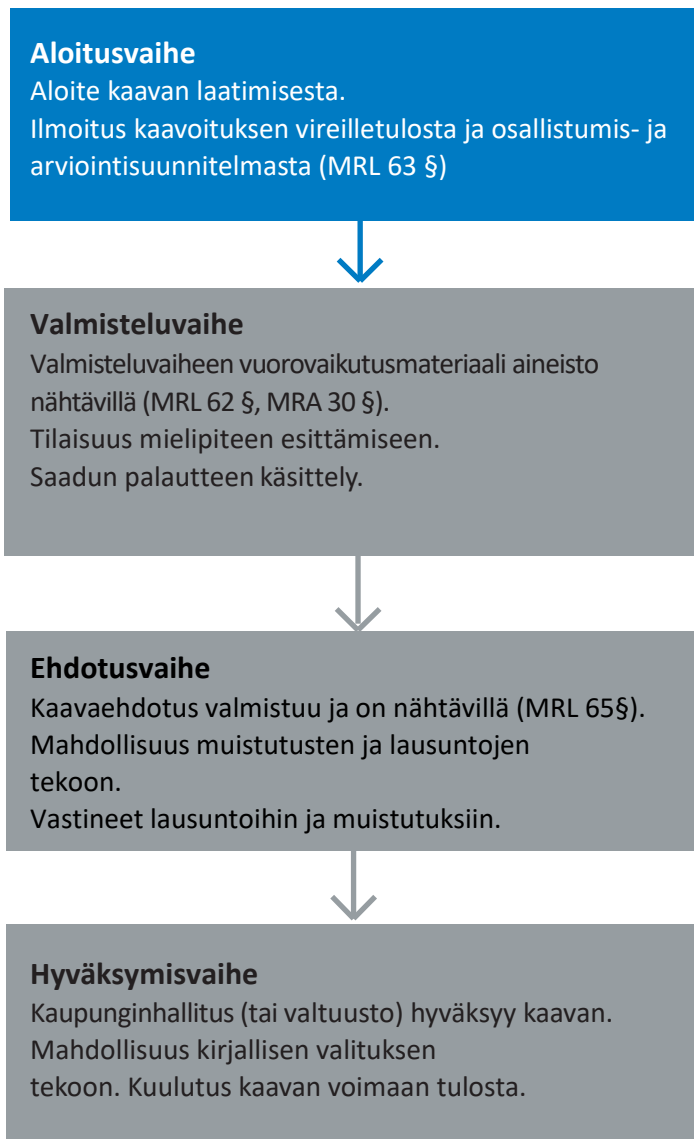 Aloitusvaihe
Aloite kaavan laatimisesta.
Ilmoitus kaavoituksen vireilletulosta ja osallistumis- ja
arviointisuunnitelmasta (MRL 63 §)
Valmisteluvaihe
Valmisteluvaiheen vuorovaikutusmateriaali aineisto
nähtävillä (MRL 62 §, MRA 30 §).
Tilaisuus mielipiteen esittämiseen.
Saadun palautteen käsittely.
Ehdotusvaihe
Kaavaehdotus valmistuu ja on nähtävillä (MRL 65§).
Mahdollisuus muistutusten ja lausuntojen
tekoon.
Vastineet lausuntoihin ja muistutuksiin.
Hyväksymisvaihe
Kaupunginhallitus (tai valtuusto) hyväksyy kaavan.
Mahdollisuus kirjallisen valituksen
tekoon. Kuulutus kaavan voimaan tulosta.